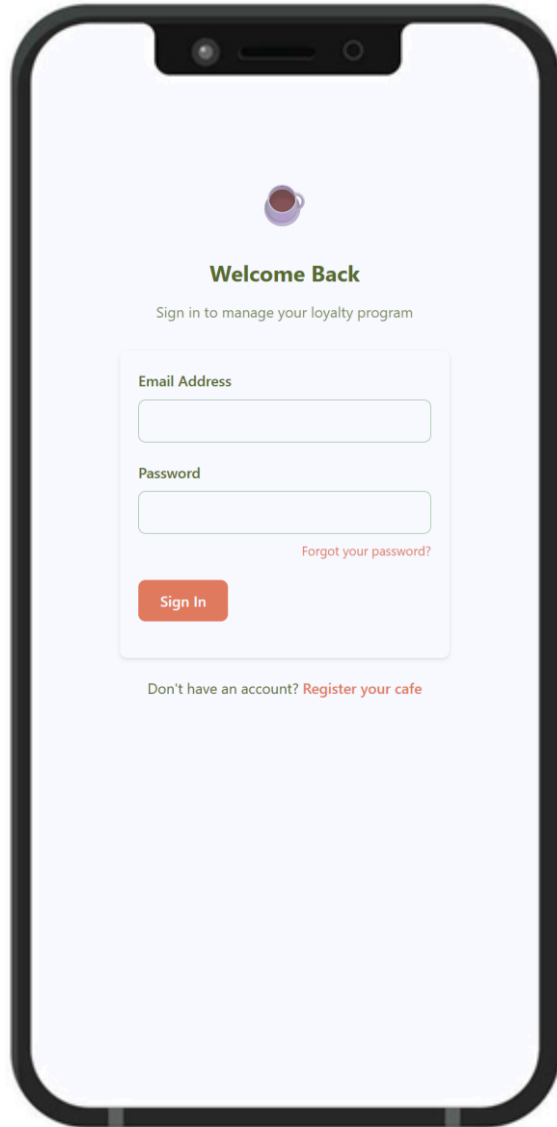 Welcome Back
Sign in to manage your loyalty program
Email Address
Password
Forgot your password?
Sign In
Don't have an account? Register your cafe